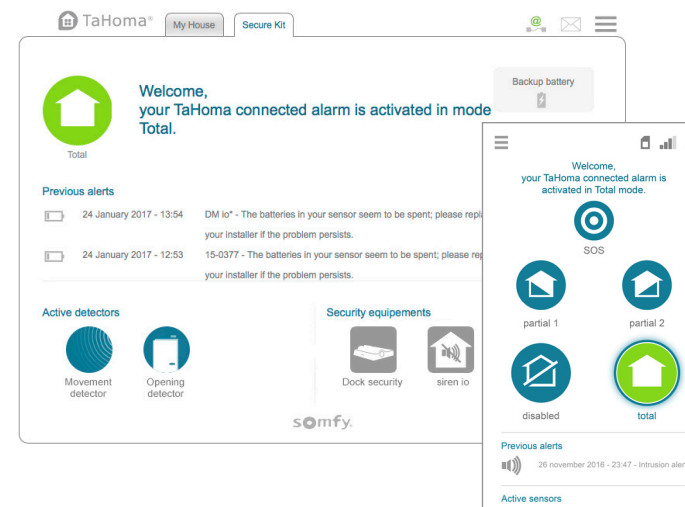 TaHoma®
My House
Secure Kit
@
Welcome,
your TaHoma connected alarm is activated in mode
Total.
Backup battery
Total
Previous alerts
24 January 2017 - 13:54
DM io* - The batteries in your sensor seem to be spent; please
your installer if the problem persists.
24 January 2017 - 12:53
15-0377 - The batteries in your sensor seem to be spent; please
your installer if the problem persists.
Active detectors
Movement
detector
Opening
detector
Security equipements
Dock security
siren io
somfy.
Welcome,
your TaHoma connected alarm is
activated in Total mode.
SOS
partial 1
partial 2
disabled
total
Previous alerts
26 november 2016 - 23:47 - Intrusion
Active sensors